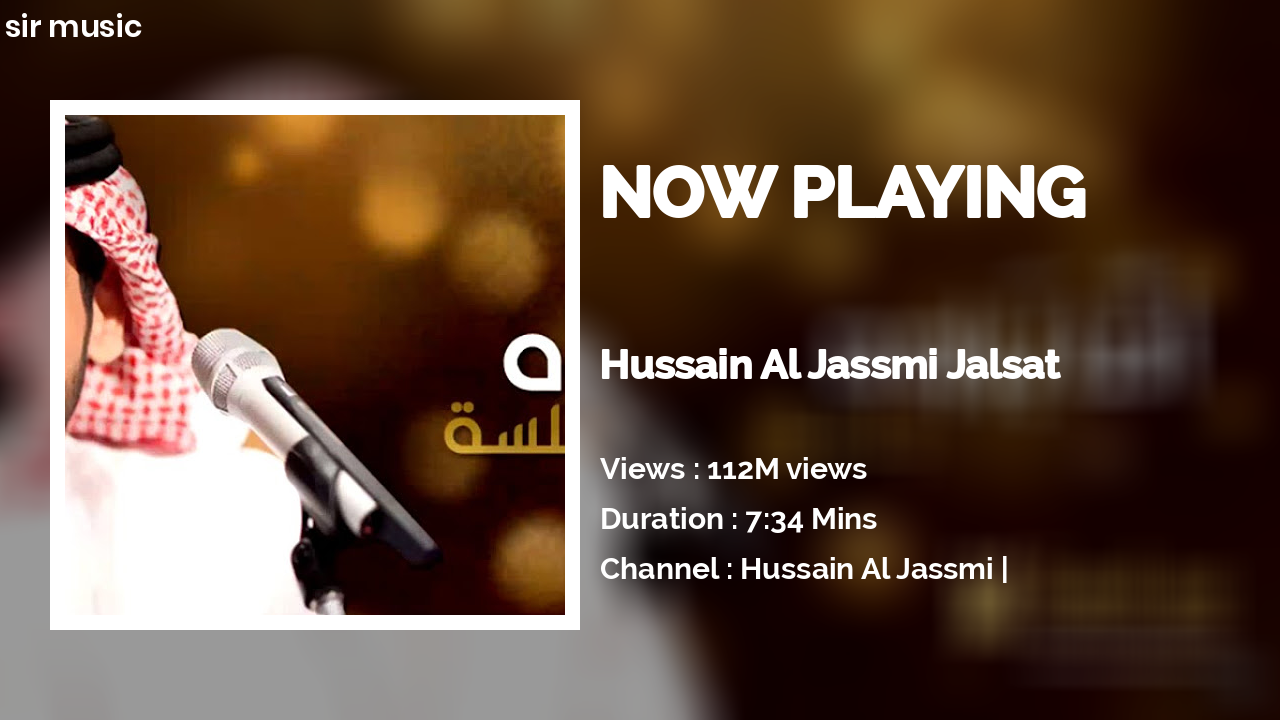 sir music
NOW PLAYING
Hussain Al Jassmi Jalsat
Views : 112M views
Duration : 7:34 Mins
Channel : Hussain Al Jassmi |